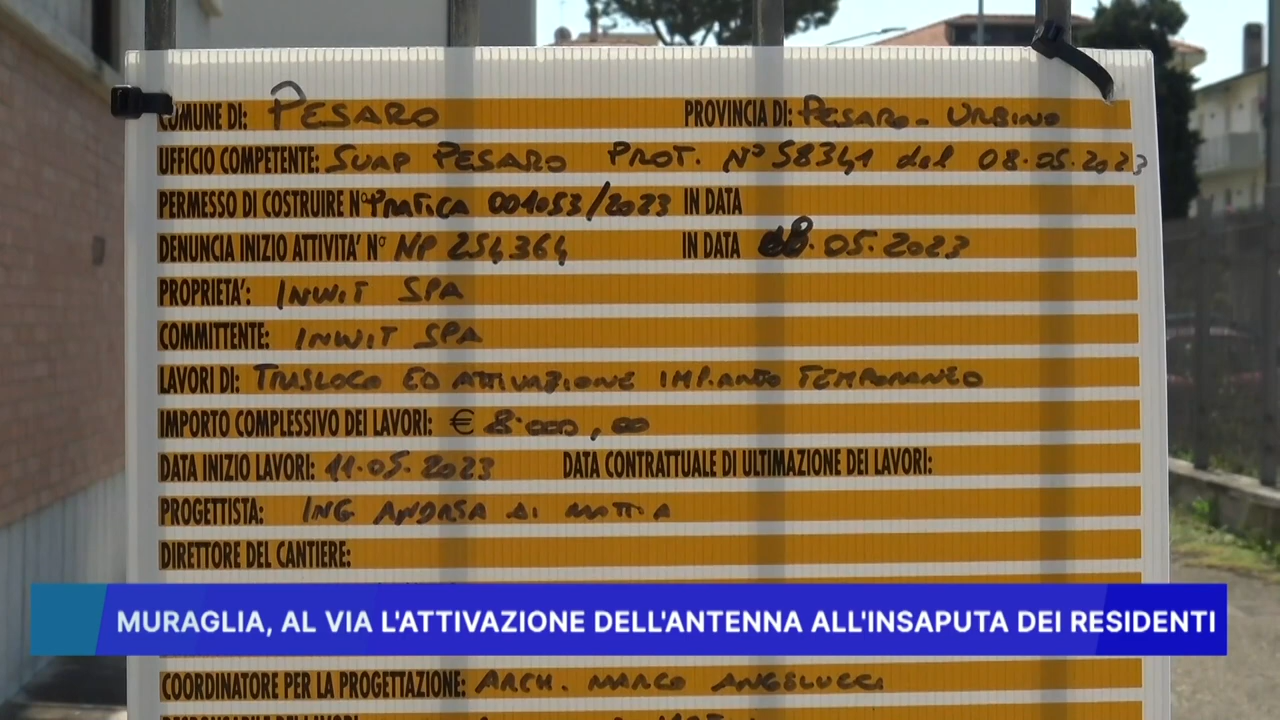 COMUNE DI: PESARO PROVINCIA DI: PESARO-URBINO
UFFICIO COMPETENTE: SUAP PESARO PROT. N° 58341 del 08.05.2023
PERMESSO DI COSTRUIRE N° PRATICA 001053/2023 IN DATA
DENUNCIA INIZIO ATTIVITA' N° NP 254364 IN DATA 08.05.2023
PROPRIETA': INWIT SPA
COMMITTENTE: INWIT SPA
LAVORI DI: TRASLOCO ED ATTIVAZIONE IMPIANTO TEMPORANEO
IMPORTO COMPLESSIVO DEI LAVORI: € 8.000,00
DATA INIZIO LAVORI: 11.05.2023 DATA CONTRATTUALE DI ULTIMAZIONE DEI LAVORI:
PROGETTISTA: ING ANDREA DI MATTIA
DIRETTORE DEL CANTIERE:
MURAGLIA, AL VIA L'ATTIVAZIONE DELL'ANTENNA ALL'INSAPUTA DEI RESIDENTI
COORDINATORE PER LA PROGETTAZIONE: ARCH. MARCO ANGELUCCI